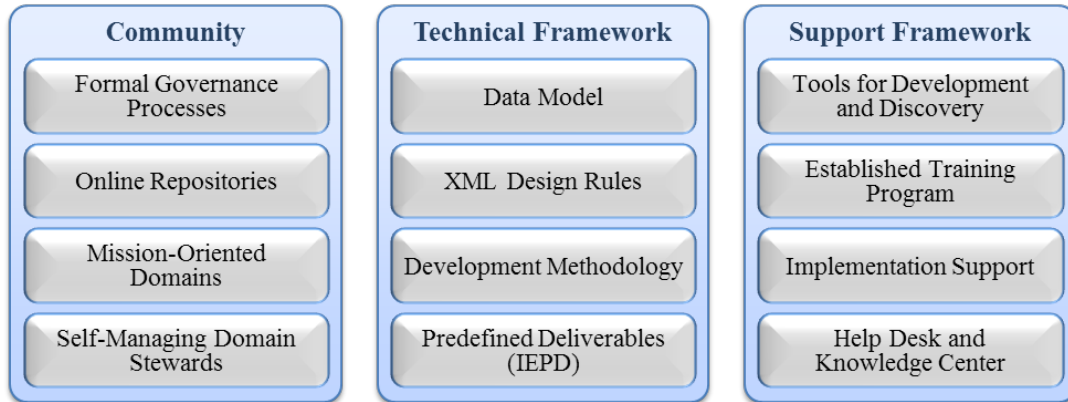 Community
Formal Governance
Processes
Online Repositories
Mission-Oriented
Domains
Self-Managing Domain
Stewards
Technical Framework
Data Model
XML Design Rules
Development Methodology
Predefined Deliverables
(IEPD)
Support Framework
Tools for Development
and Discovery
Established Training
Program
Implementation Support
Help Desk and
Knowledge Center